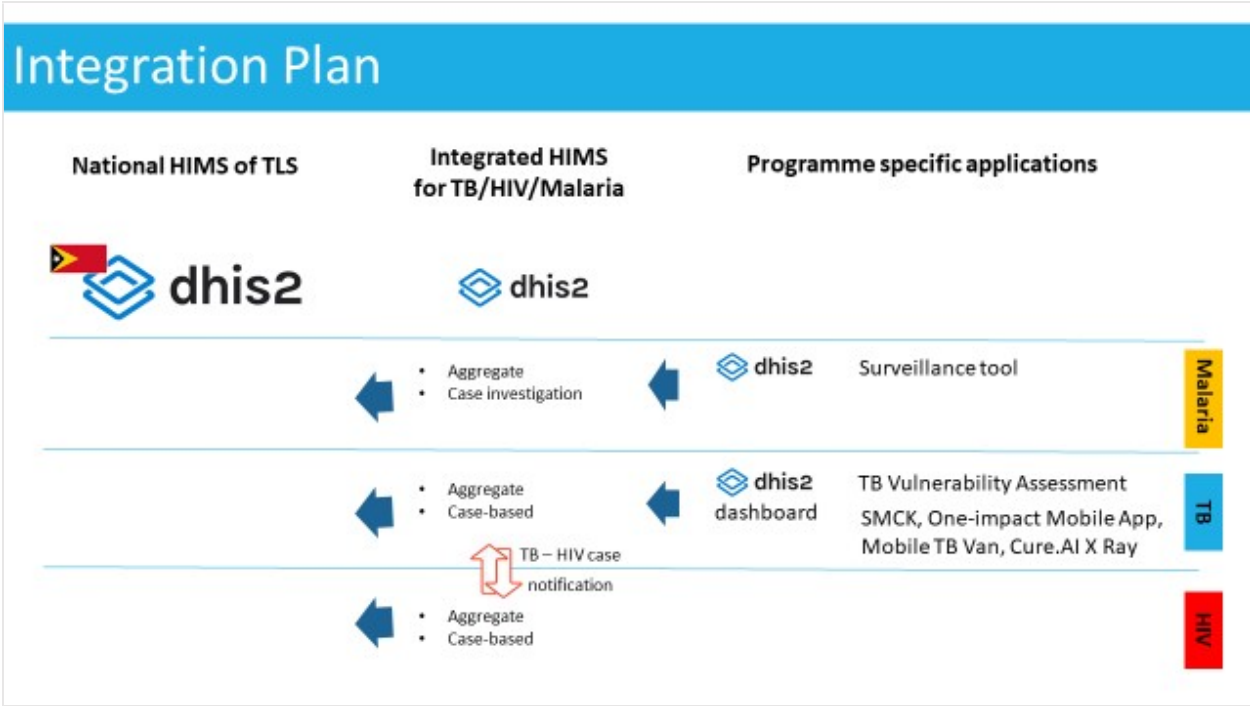 Integration Plan
National HIMS of TLS
Integrated HIMS
for TB/HIV/Malaria
Programme specific applications
dhis2
dhis2
• Aggregate
• Case investigation
dhis2
Surveillance tool
Malaria
• Aggregate
• Case-based
dhis2
dashboard
TB Vulnerability Assessment
SMCK, One-impact Mobile App,
Mobile TB Van, Cure.AI X Ray
TB
TB – HIV case
notification
• Aggregate
• Case-based
HIV